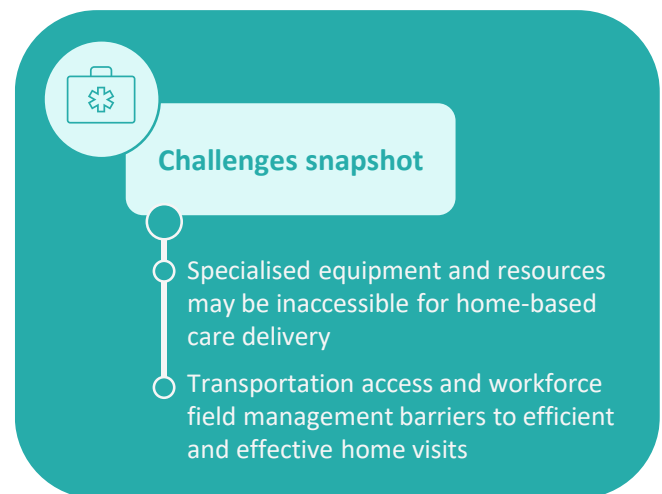 Challenges snapshot
Specialised equipment and resources
may be inaccessible for home-based
care delivery
Transportation access and workforce
field management barriers to efficient
and effective home visits